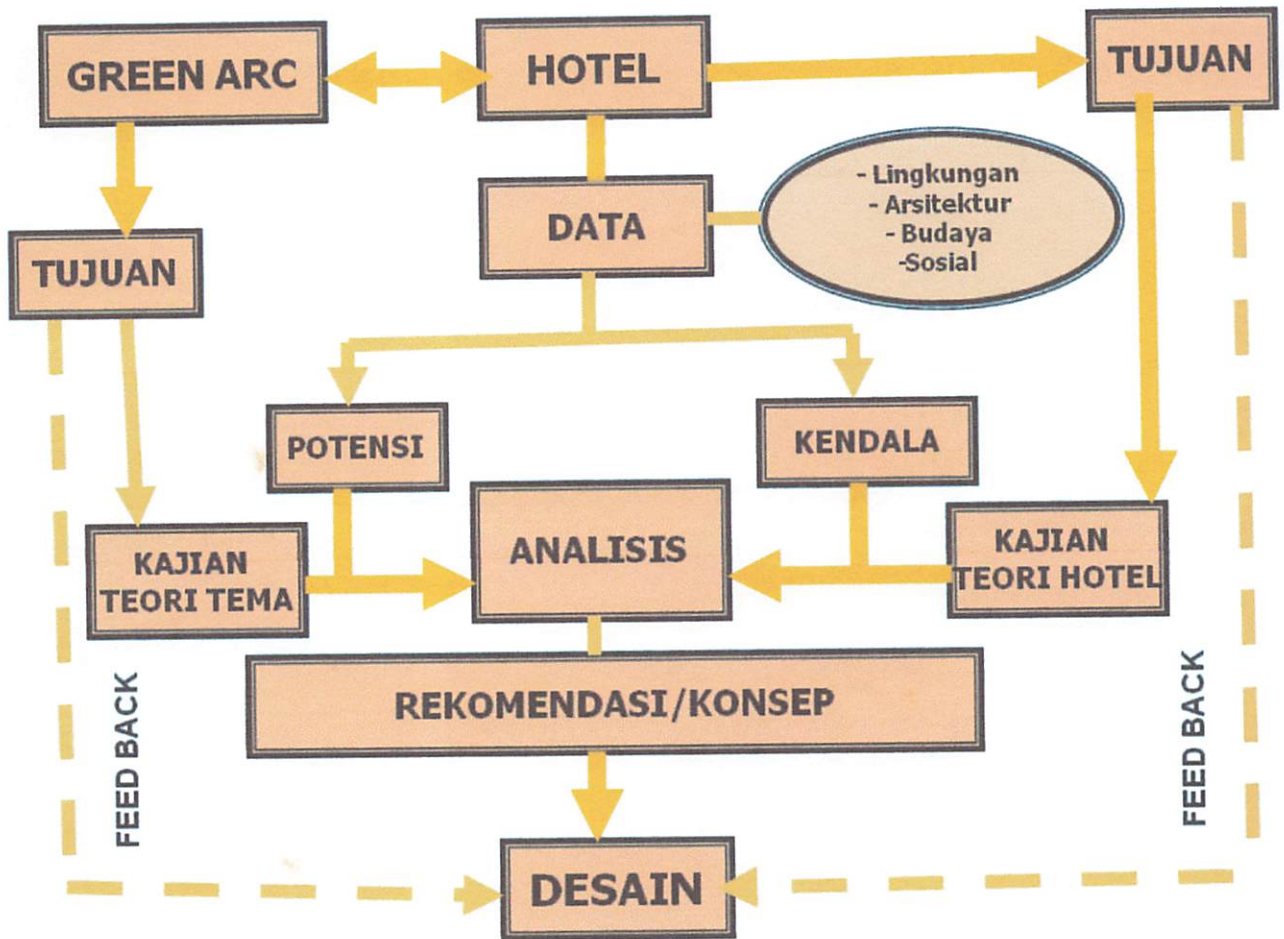 GREEN ARC
HOTEL
TUJUAN
DATA
- Lingkungan
- Arsitektur
- Budaya
-Sosial
TUJUAN
POTENSI
KENDALA
KAJIAN
TEORI TEMA
ANALISIS
KAJIAN
TEORI HOTEL
REKOMENDASI/KONSEP
FEED BACK
FEED BACK
DESAIN